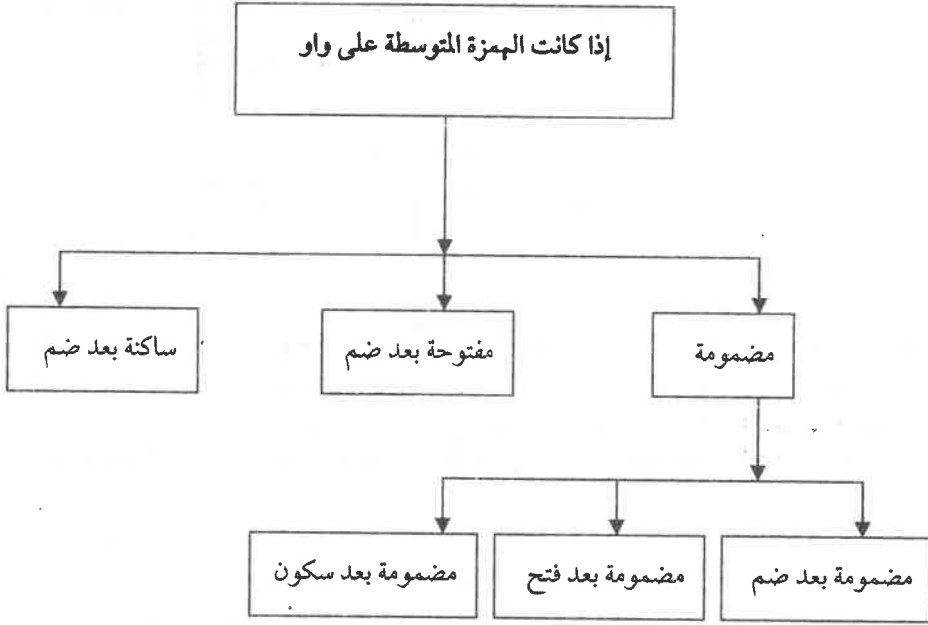 إذا كانت الهمزة المتوسطة على واو
مضمومة
مفتوحة بعد ضم
ساكنة بعد ضم
مضمومة بعد ضم
مضمومة بعد فتح
مضمومة بعد سكون